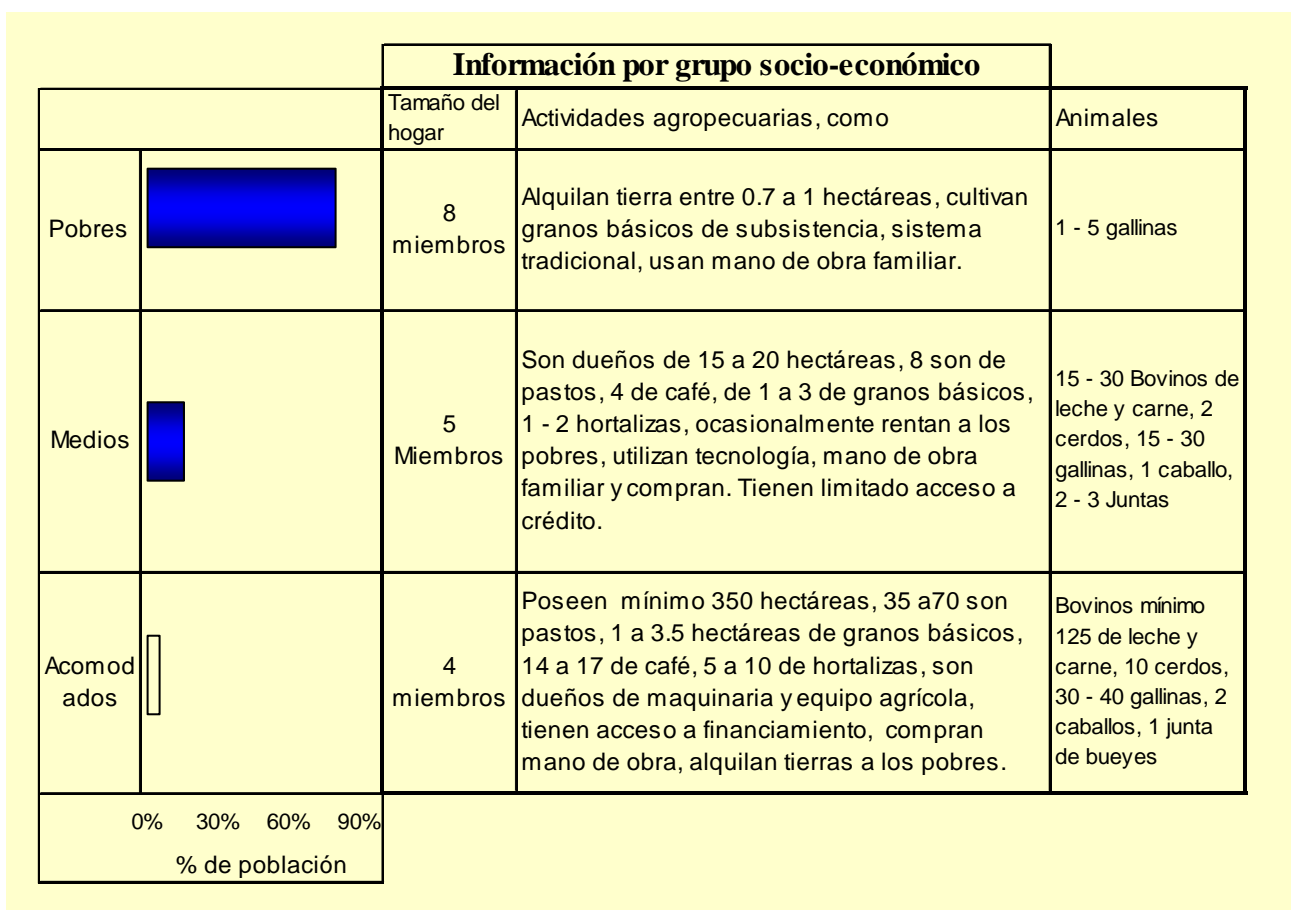 Información por grupo socio-económico
Tamaño del
hogar
Actividades agropecuarias, como
Animales
Pobres
8
miembros
Alquilan tierra entre 0.7 a 1 hectáreas, cultivan
granos básicos de subsistencia, sistema
tradicional, usan mano de obra familiar.
1 - 5 gallinas
Medios
5
Miembros
Son dueños de 15 a 20 hectáreas, 8 son de
pastos, 4 de café, de 1 a 3 de granos básicos,
1 - 2 hortalizas, ocasionalmente rentan a los
pobres, utilizan tecnología, mano de obra
familiar y compran. Tienen limitado acceso a
crédito.
15 - 30 Bovinos de
leche y carne, 2
cerdos, 15 - 30
gallinas, 1 caballo,
2 - 3 Juntas
Acomod
ados
4
miembros
Poseen mínimo 350 hectáreas, 35 a70 son
pastos, 1 a 3.5 hectáreas de granos básicos,
14 a 17 de café, 5 a 10 de hortalizas, son
dueños de maquinaria y equipo agrícola,
tienen acceso a financiamiento, compran
mano de obra, alquilan tierras a los pobres.
Bovinos mínimo
125 de leche y
carne, 10 cerdos,
30 - 40 gallinas, 2
caballos, 1 junta
de bueyes
0% 30% 60% 90%
% de población